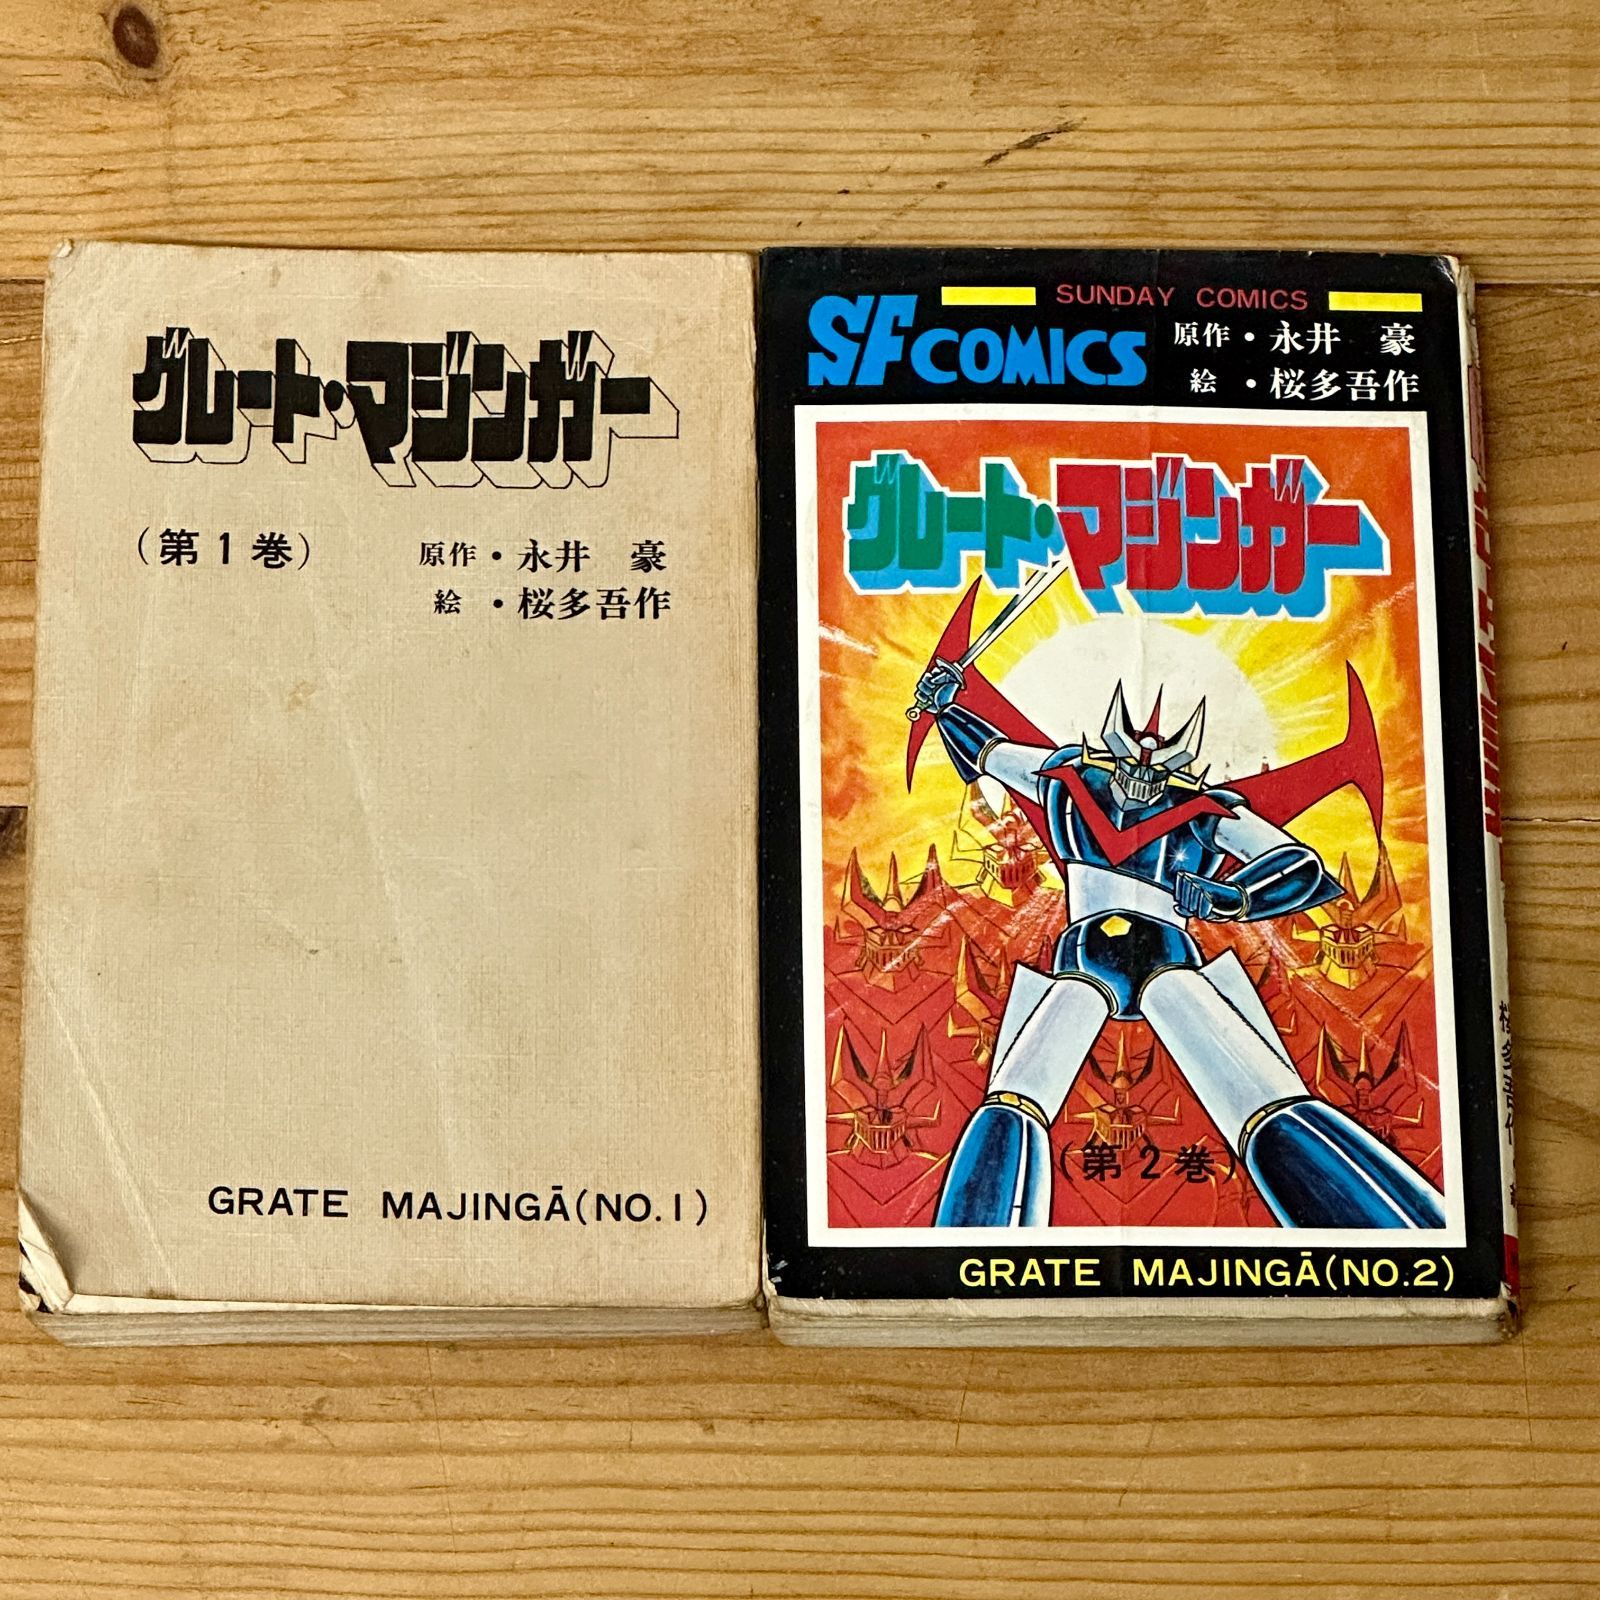 グレート・マジンガー
(第1巻)
原作・永井 豪
絵・桜多吾作
GRATE MAJINGĀ(NO.1)
SUNDAY COMICS
SF COMICS
原作・永井 豪
絵・桜多吾作
グレート・マジンガー
(第2巻)
GRATE MAJINGĀ(NO.2)